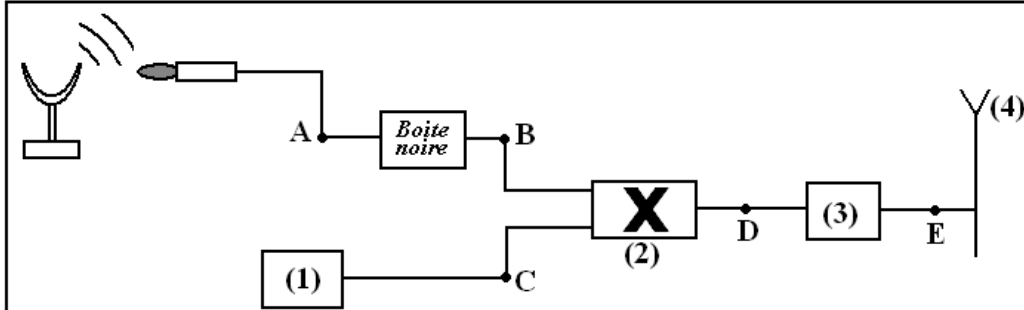 (4)
A
Boite
noire
B
X
(3)
D
E
(2)
(1)
C